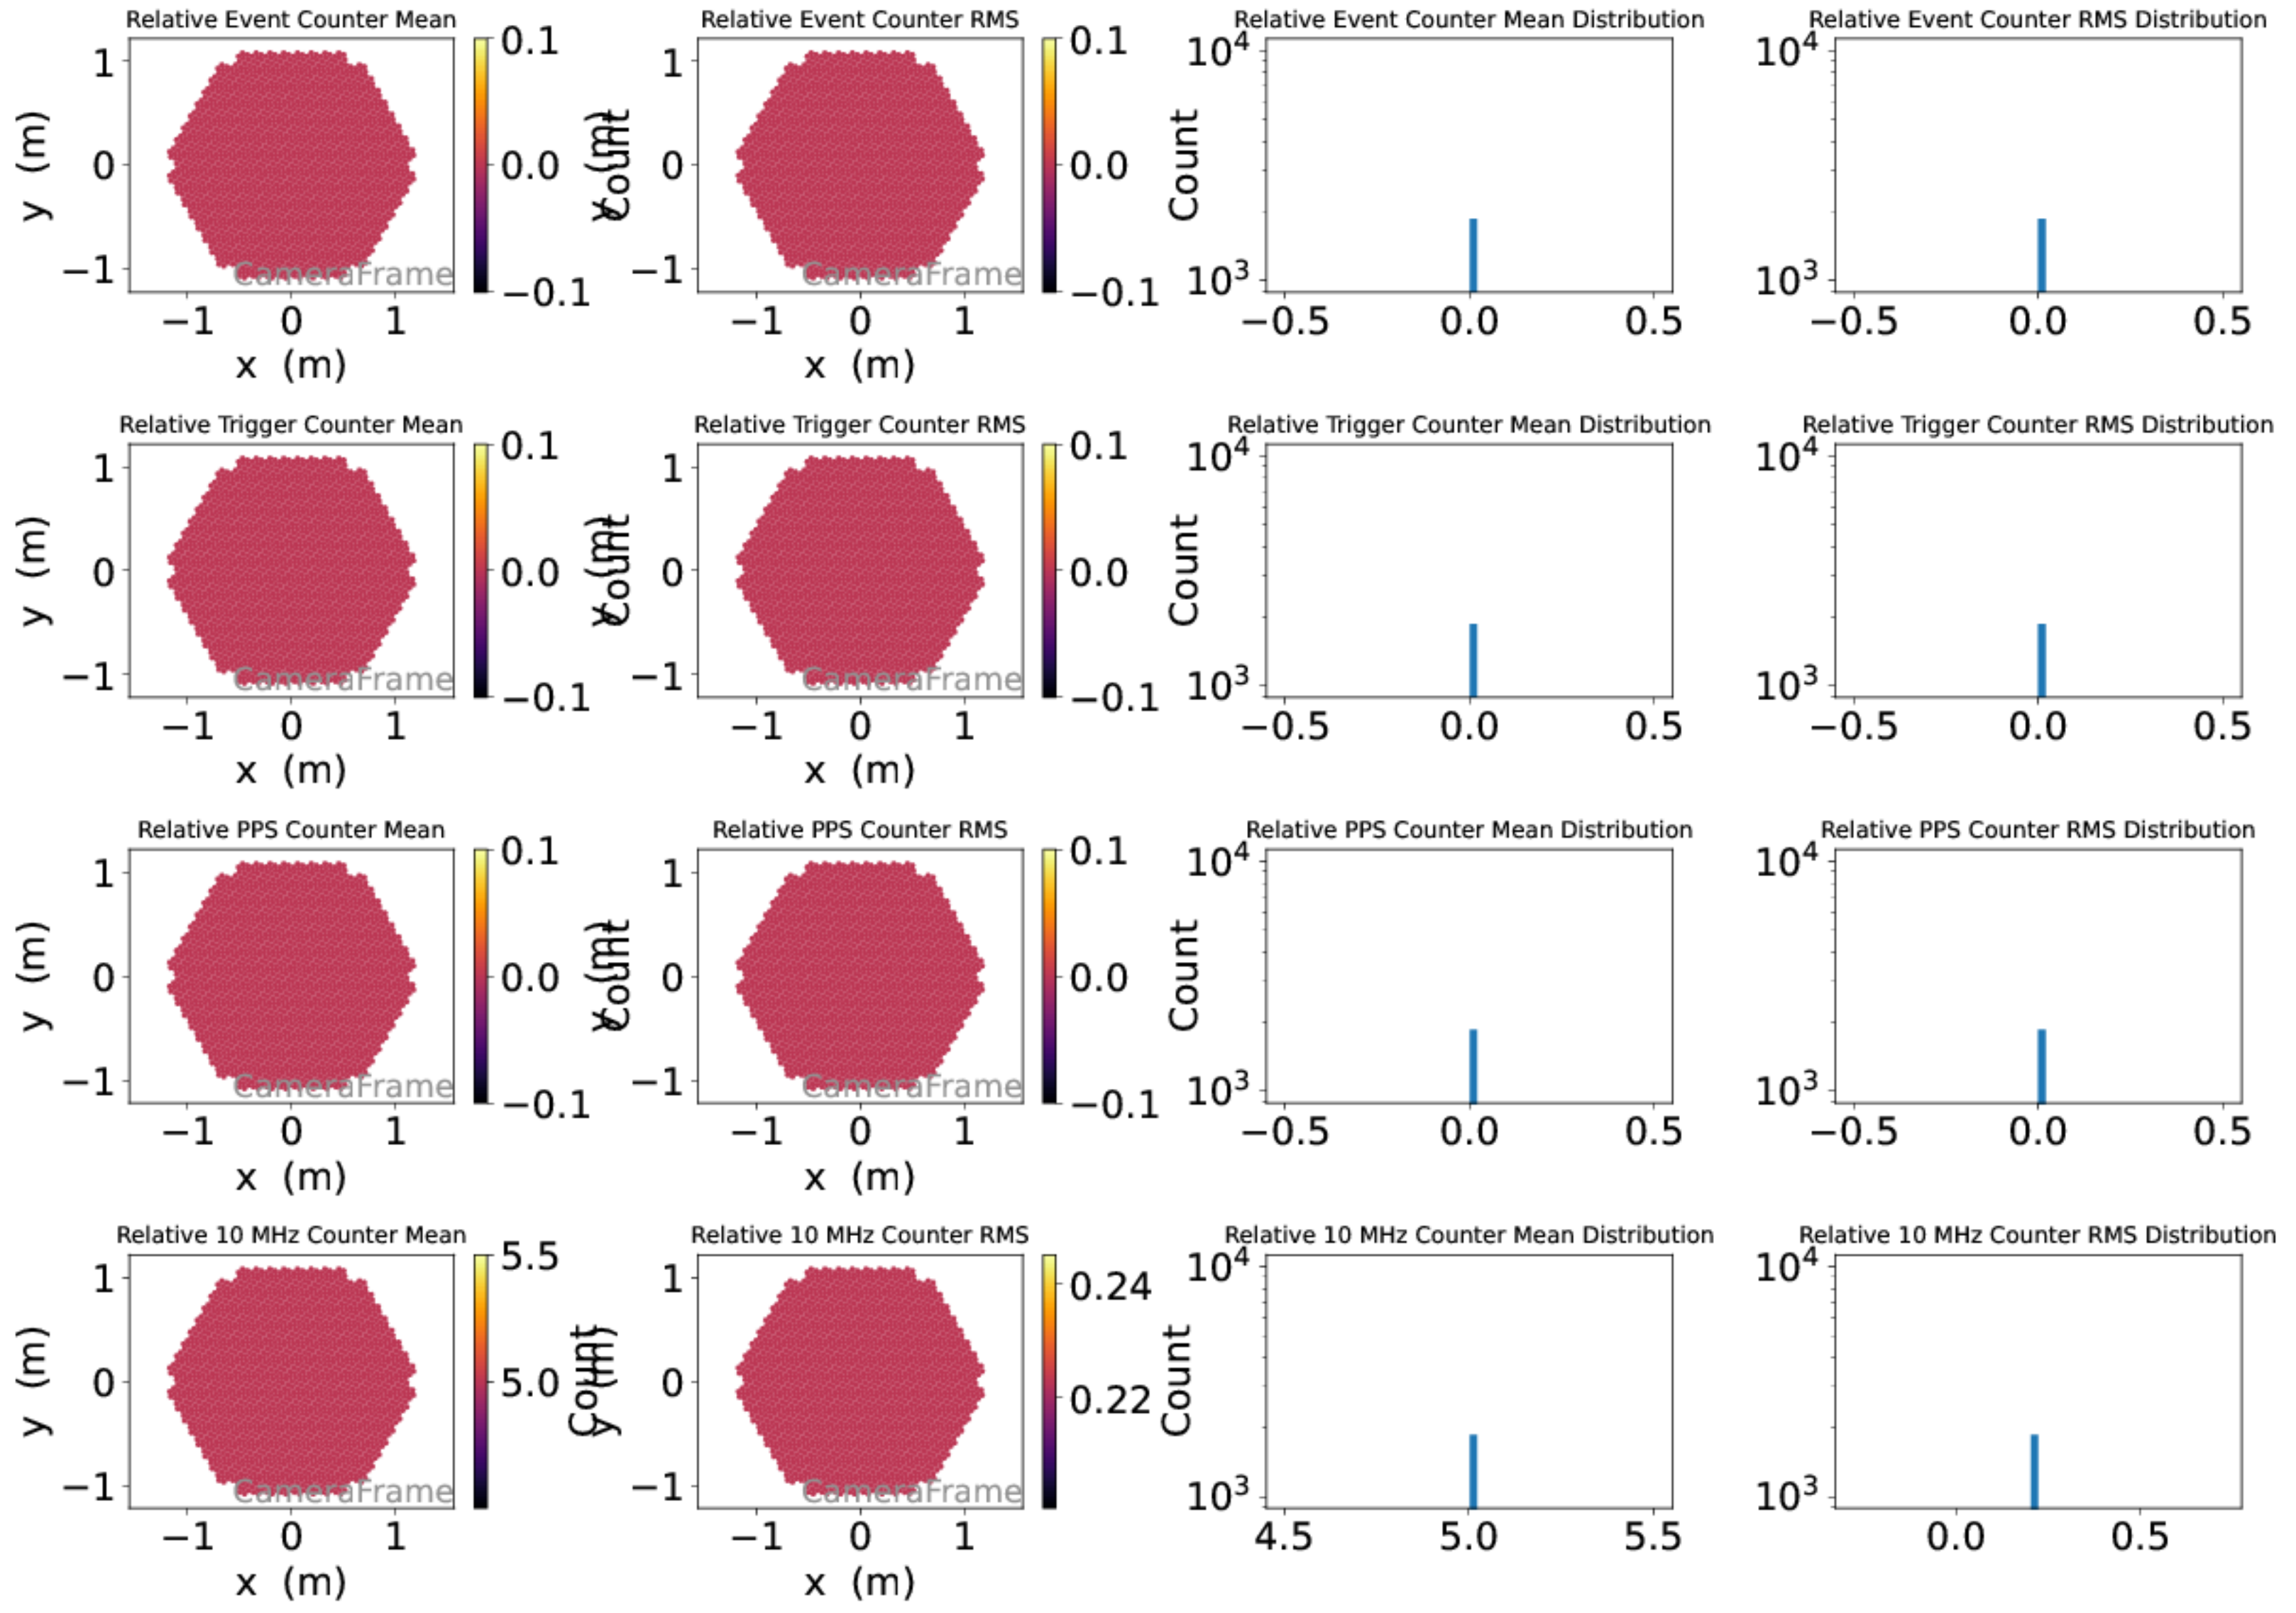 Relative Event Counter Mean
Relative Event Counter RMS
Relative Event Counter Mean Distribution
Relative Event Counter RMS Distribution
y (m)
1
0
−1
CameraFrame
−1 0 1
x (m)
0.1
0.0
−0.1
Count
y (m)
1
0
−1
CameraFrame
−1 0 1
x (m)
0.1
0.0
−0.1
Count
10⁴
10³
−0.5 0.0 0.5
10⁴
10³
−0.5 0.0 0.5
Relative Trigger Counter Mean
Relative Trigger Counter RMS
Relative Trigger Counter Mean Distribution
Relative Trigger Counter RMS Distribution
y (m)
1
0
−1
CameraFrame
−1 0 1
x (m)
0.1
0.0
−0.1
Count
y (m)
1
0
−1
CameraFrame
−1 0 1
x (m)
0.1
0.0
−0.1
Count
10⁴
10³
−0.5 0.0 0.5
10⁴
10³
−0.5 0.0 0.5
Relative PPS Counter Mean
Relative PPS Counter RMS
Relative PPS Counter Mean Distribution
Relative PPS Counter RMS Distribution
y (m)
1
0
−1
CameraFrame
−1 0 1
x (m)
0.1
0.0
−0.1
Count
y (m)
1
0
−1
CameraFrame
−1 0 1
x (m)
0.1
0.0
−0.1
Count
10⁴
10³
−0.5 0.0 0.5
10⁴
10³
−0.5 0.0 0.5
Relative 10 MHz Counter Mean
Relative 10 MHz Counter RMS
Relative 10 MHz Counter Mean Distribution
Relative 10 MHz Counter RMS Distribution
y (m)
1
0
−1
CameraFrame
−1 0 1
x (m)
5.5
5.0
Count
y (m)
1
0
−1
CameraFrame
−1 0 1
x (m)
0.24
0.22
Count
10⁴
10³
4.5 5.0 5.5
10⁴
10³
0.0 0.5